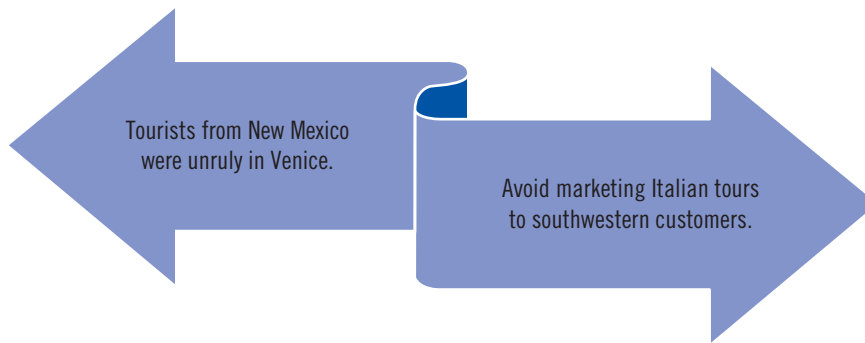 Tourists from New Mexico
were unruly in Venice.
Avoid marketing Italian tours
to southwestern customers.